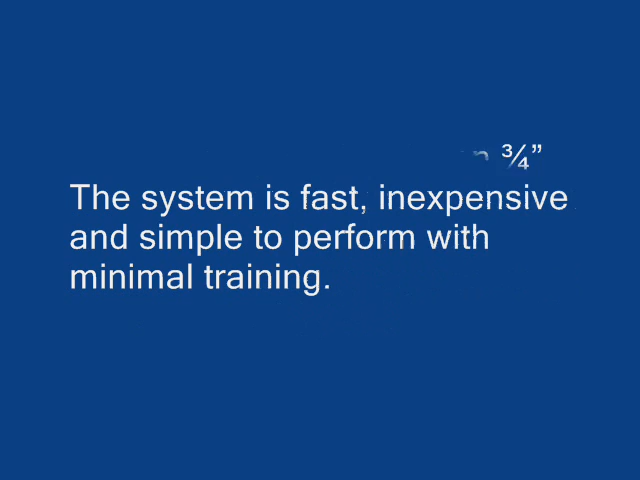 ¾”
The system is fast, inexpensive
and simple to perform with
minimal training.